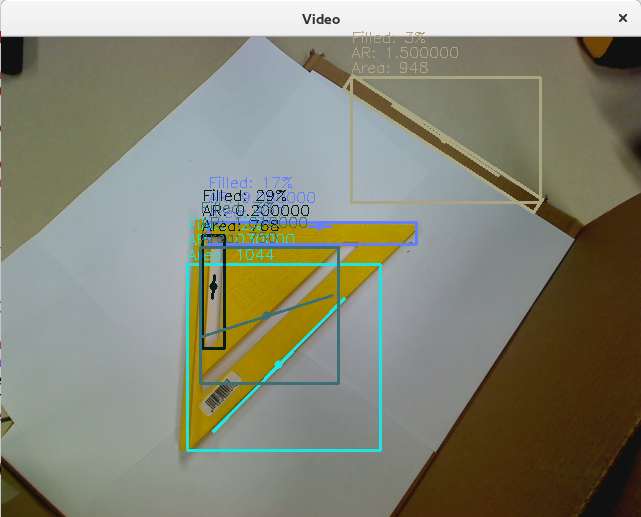 Video
Filled: 3%
AR: 1.500000
Area: 948
Filled: 17%
Filled: 29%
AR: 0.200000
Area: 768
Area: 1044